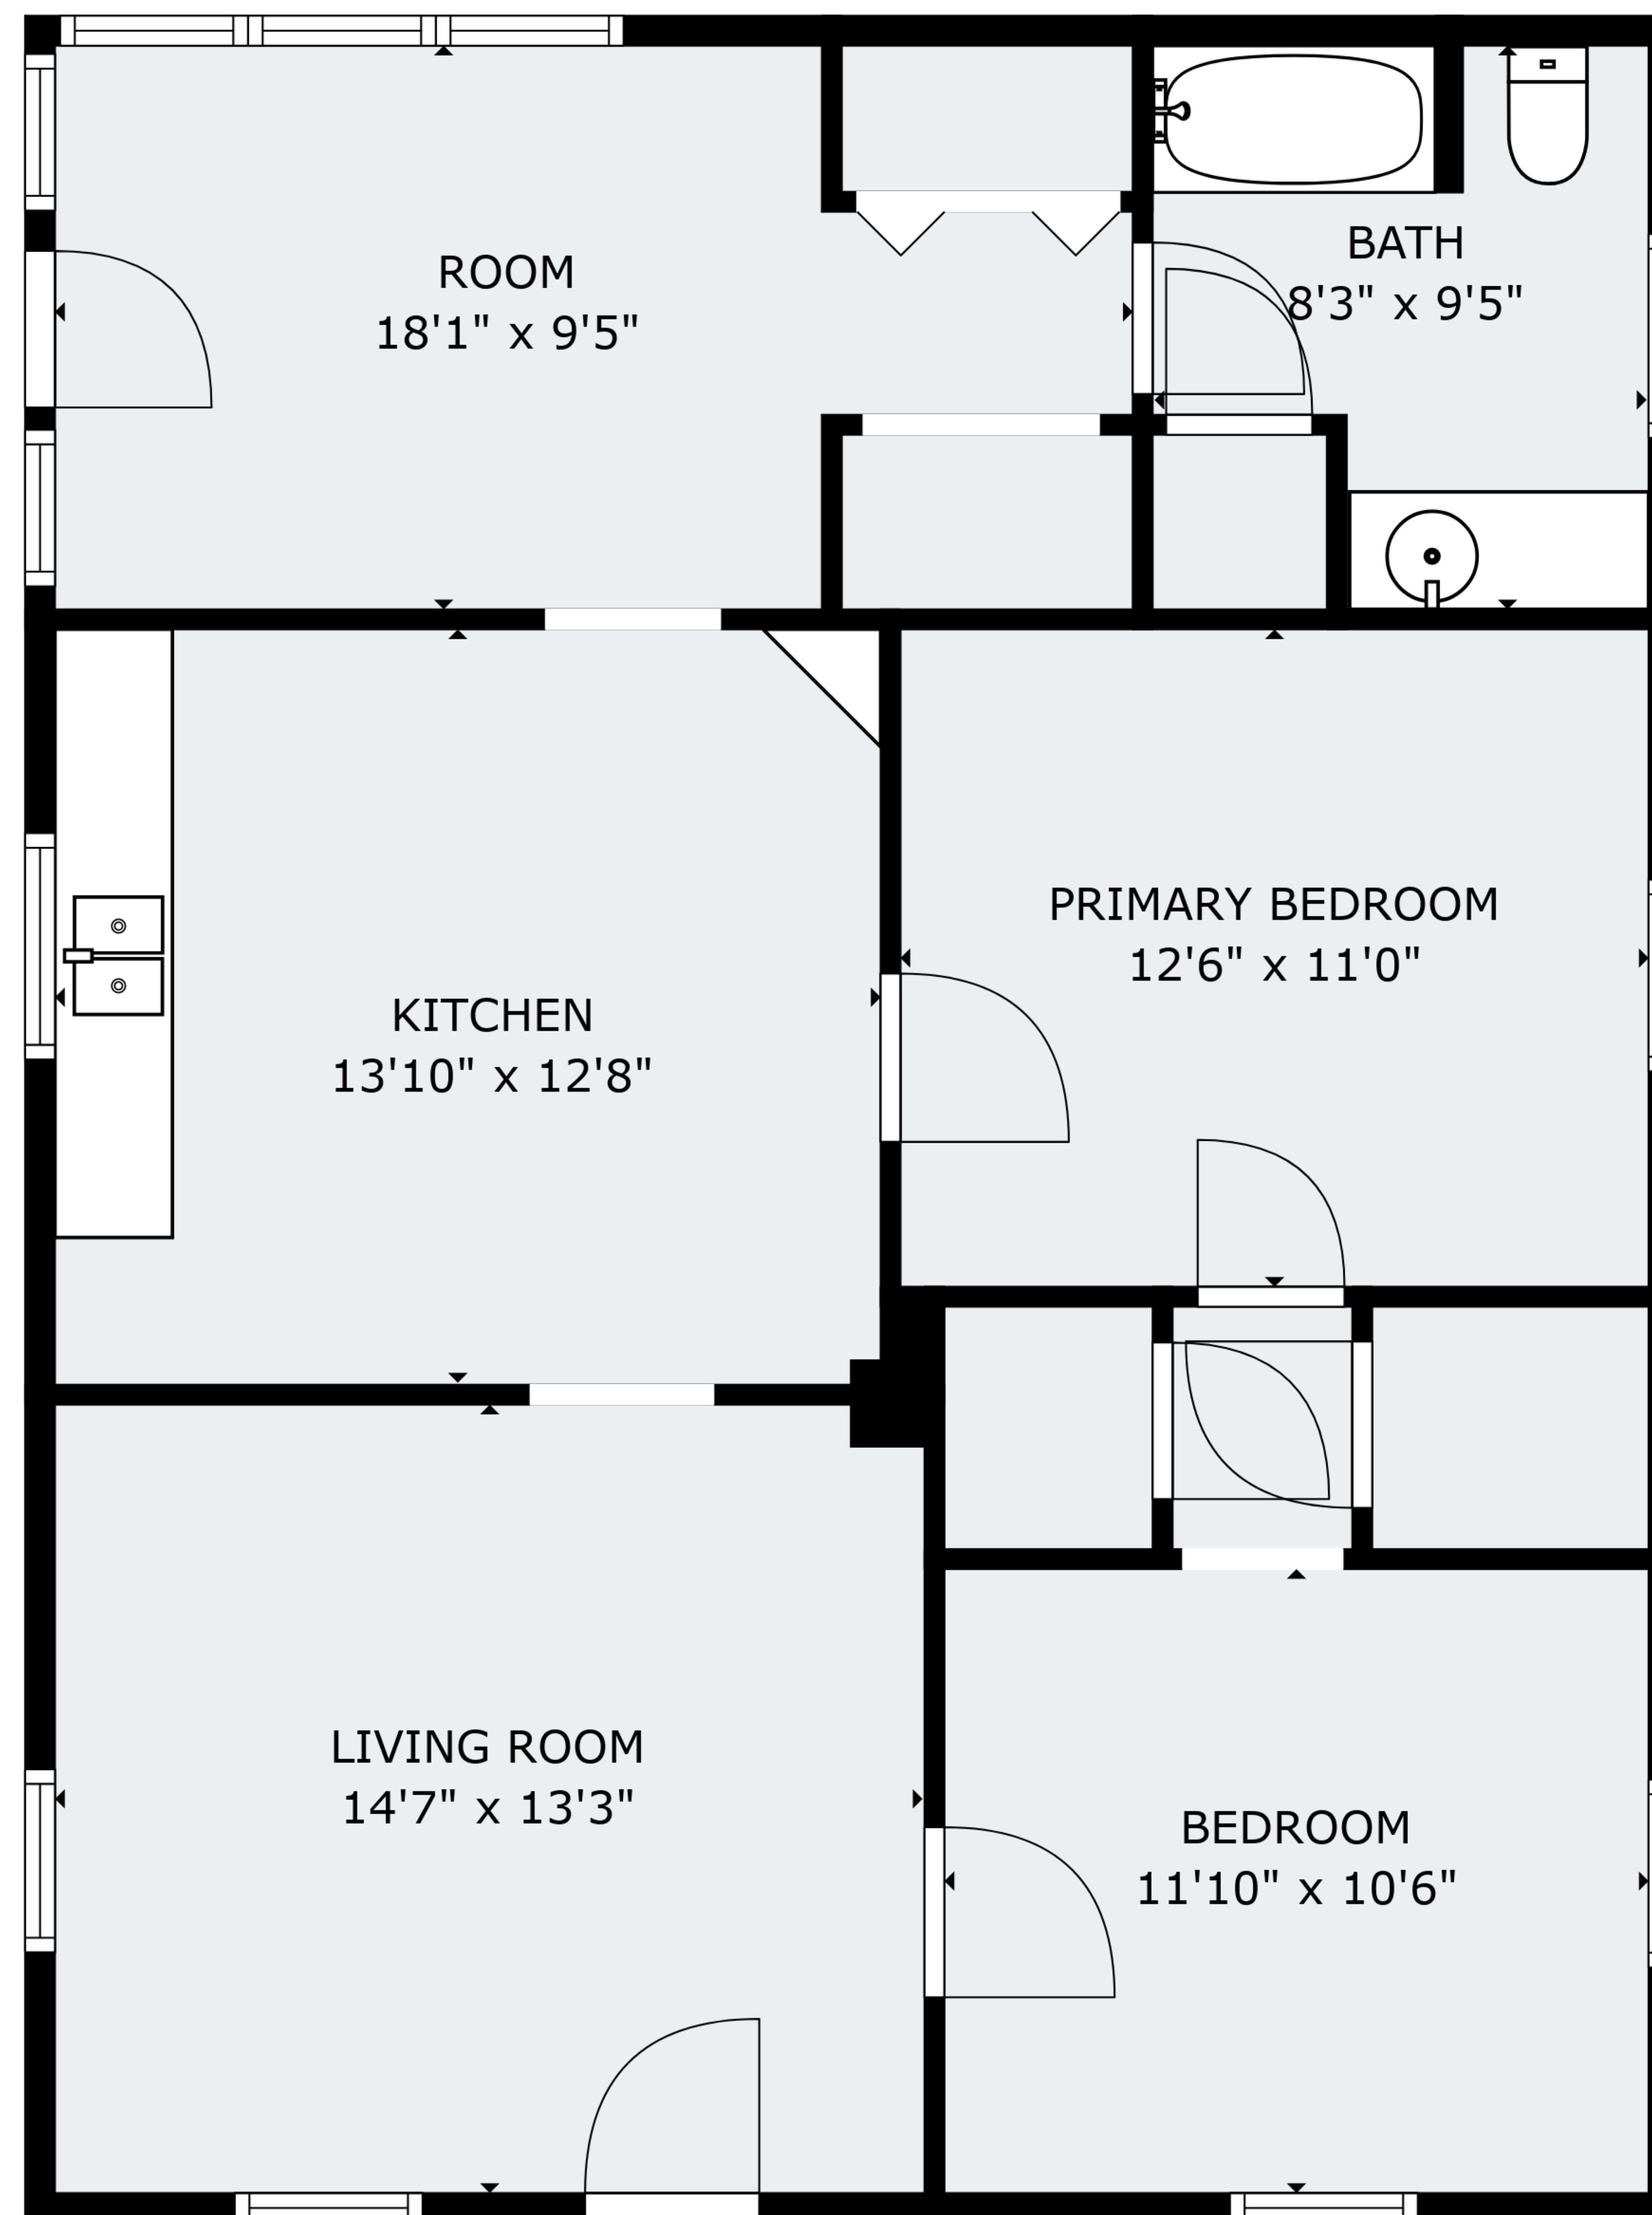 ROOM
18'1" x 9'5"
BATH
8'3" x 9'5"
PRIMARY BEDROOM
12'6" x 11'0"
KITCHEN
13'10" x 12'8"
LIVING ROOM
14'7" x 13'3"
BEDROOM
11'10" x 10'6"